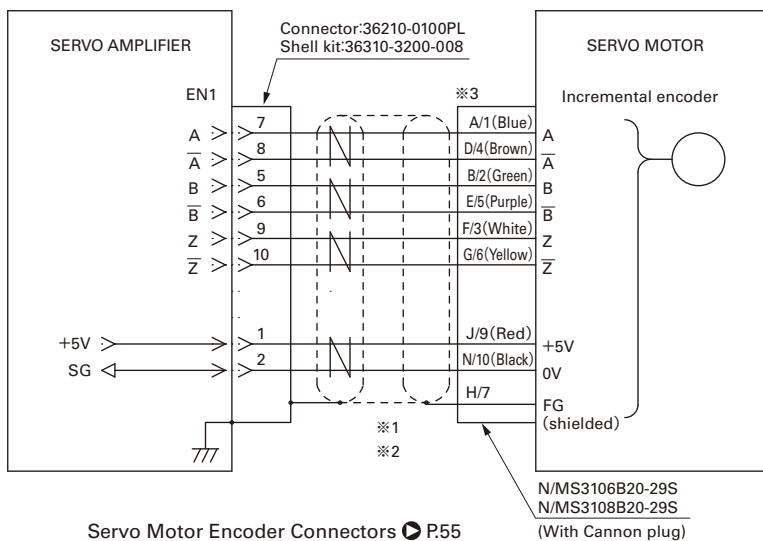 Connector:36210-0100PL
Shell kit:36310-3200-008
SERVO AMPLIFIER
SERVO MOTOR
EN1
※3
Incremental encoder
A 7 A/1(Blue) A
A̅ 8 D/4(Brown) A̅
B 5 B/2(Green) B
B̅ 6 E/5(Purple) B̅
Z 9 F/3(White) Z
Z̅ 10 G/6(Yellow) Z̅
+5V 1 J/9(Red) +5V
SG 2 N/10(Black) 0V
H/7 FG
(shielded)
※1
※2
N/MS3106B20-29S
N/MS3108B20-29S
(With Cannon plug)
Servo Motor Encoder Connectors P.55